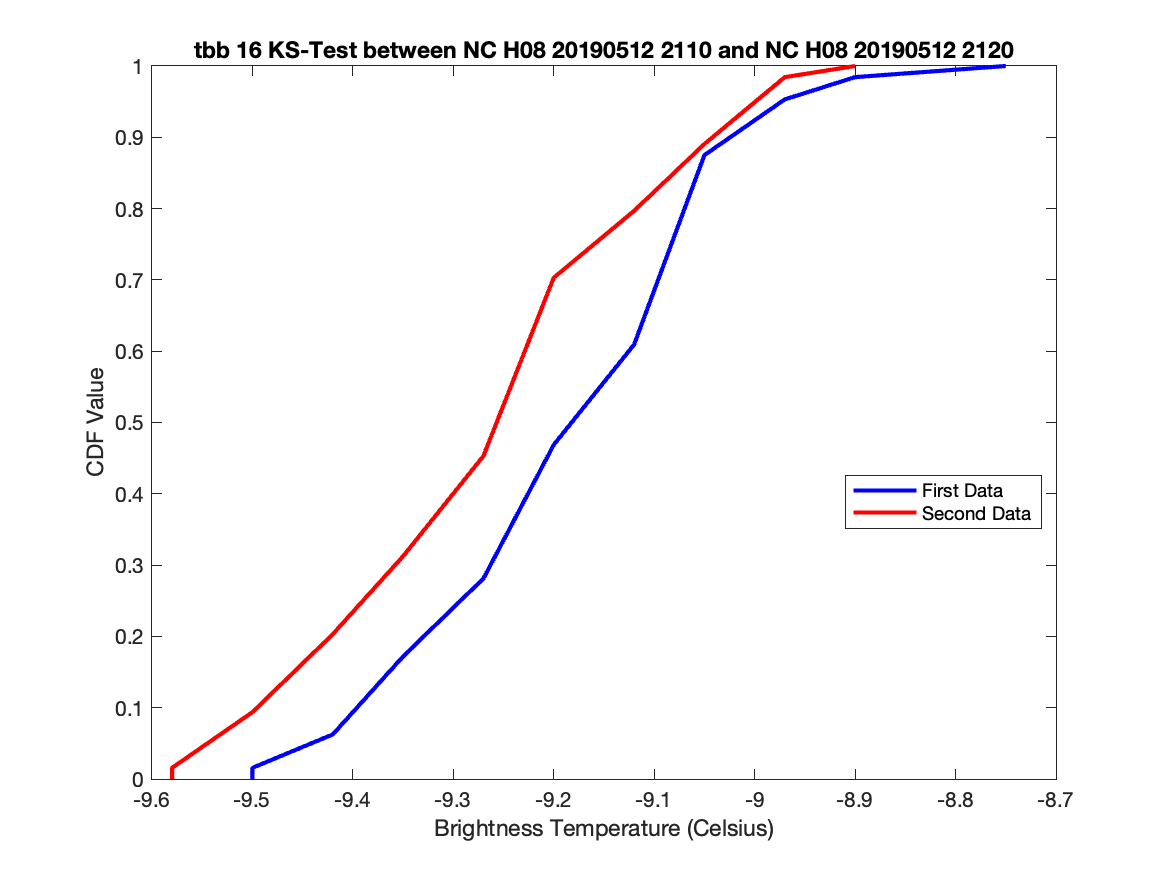 tbb 16 KS-Test between NC H08 20190512 2110 and NC H08 20190512 2120
1
0.9
0.8
0.7
0.6
0.5
0.4
0.3
0.2
0.1
0
CDF Value
First Data
Second Data
-9.6 -9.5 -9.4 -9.3 -9.2 -9.1 -9 -8.9 -8.8 -8.7
Brightness Temperature (Celsius)